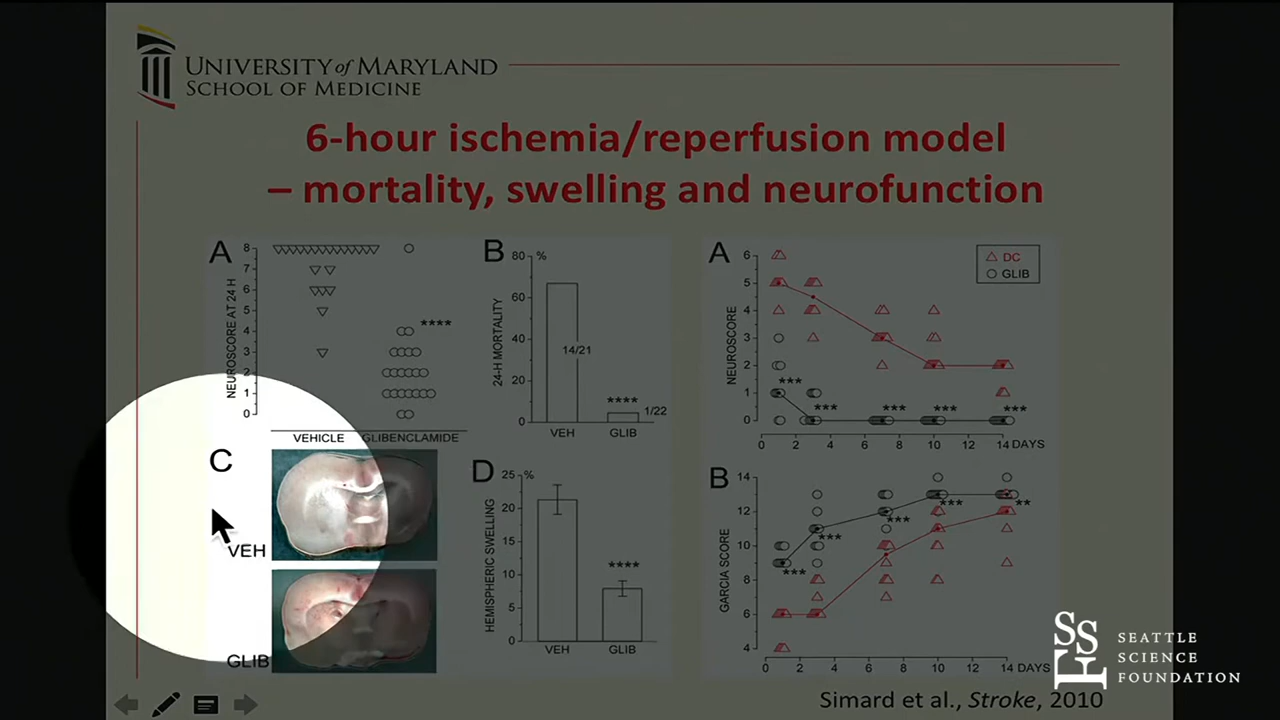 UNIVERSITY of MARYLAND
SCHOOL OF MEDICINE
6-hour ischemia/reperfusion model
– mortality, swelling and neurofunction
A
NEUROSCORE AT 24 H
8
7
6
5
4
3
2
1
0
****
VEHICLE
GLIBENCLAMIDE
B
24-H MORTALITY
80
%
60
40
20
0
14/21
****
1/22
VEH
GLIB
C
VEH
GLIB
D
HEMISPHERIC SWELLING
25
%
20
15
10
5
0
****
VEH
GLIB
A
NEUROSCORE
6
5
4
3
2
1
0
DC
GLIB
***
***
***
***
***
0 2 4 6 8 10 12 14 DAYS
B
GARCIA SCORE
14
12
10
8
6
4
***
***
***
***
**
0 2 4 6 8 10 12 14 DAYS
Simard et al., Stroke, 2010
SSF
SEATTLE
SCIENCE
FOUNDATION